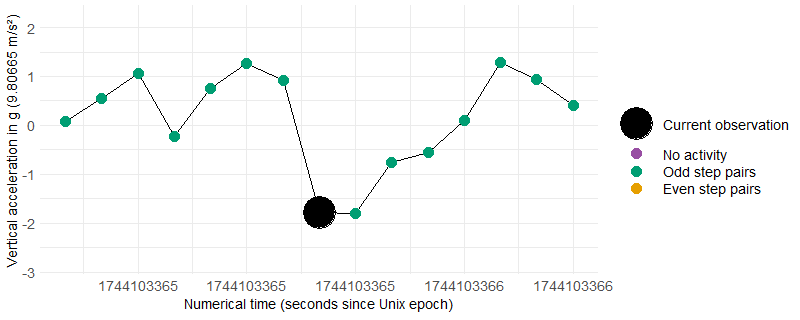 Vertical acceleration in g (9.80665 m/s²)
2
1
0
-1
-2
-3
1744103365 1744103365 1744103365 1744103366 1744103366
Numerical time (seconds since Unix epoch)
Current observation
No activity
Odd step pairs
Even step pairs